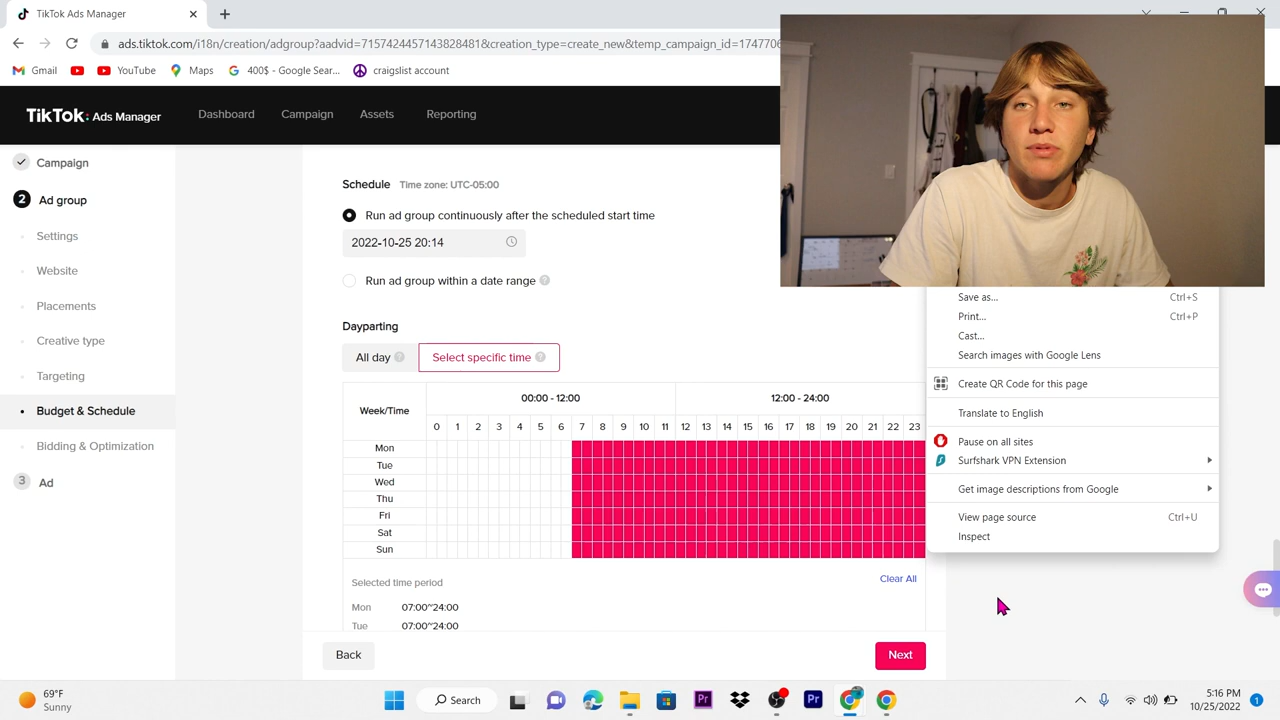 TikTok Ads Manager
ads.tiktok.com/i18n/creation/adgroup?aadvid=7157424457143828481&creation_type=create_new&temp_campaign_id=1747706
Gmail
YouTube
Maps
400$ - Google Sear...
craigslist account
TikTok: Ads Manager
Dashboard
Campaign
Assets
Reporting
Campaign
2 Ad group
Settings
Website
Placements
Creative type
Targeting
Budget & Schedule
Bidding & Optimization
3 Ad
Schedule Time zone: UTC-05:00
Run ad group continuously after the scheduled start time
2022-10-25 20:14
Run ad group within a date range ?
Dayparting
All day ? Select specific time ?
Week/Time
00:00 - 12:00 12:00 - 24:00
0 1 2 3 4 5 6 7 8 9 10 11 12 13 14 15 16 17 18 19 20 21 22 23
Mon
Tue
Wed
Thu
Fri
Sat
Sun
Clear All
Selected time period
Mon 07:00~24:00
Tue 07:00~24:00
Back
Next
Save as... Ctrl+S
Print... Ctrl+P
Cast...
Search images with Google Lens
Create QR Code for this page
Translate to English
Pause on all sites
Surfshark VPN Extension
Get image descriptions from Google
View page source Ctrl+U
Inspect
69°F
Sunny
Search
Pr
Pr
5:16 PM
10/25/2022
1